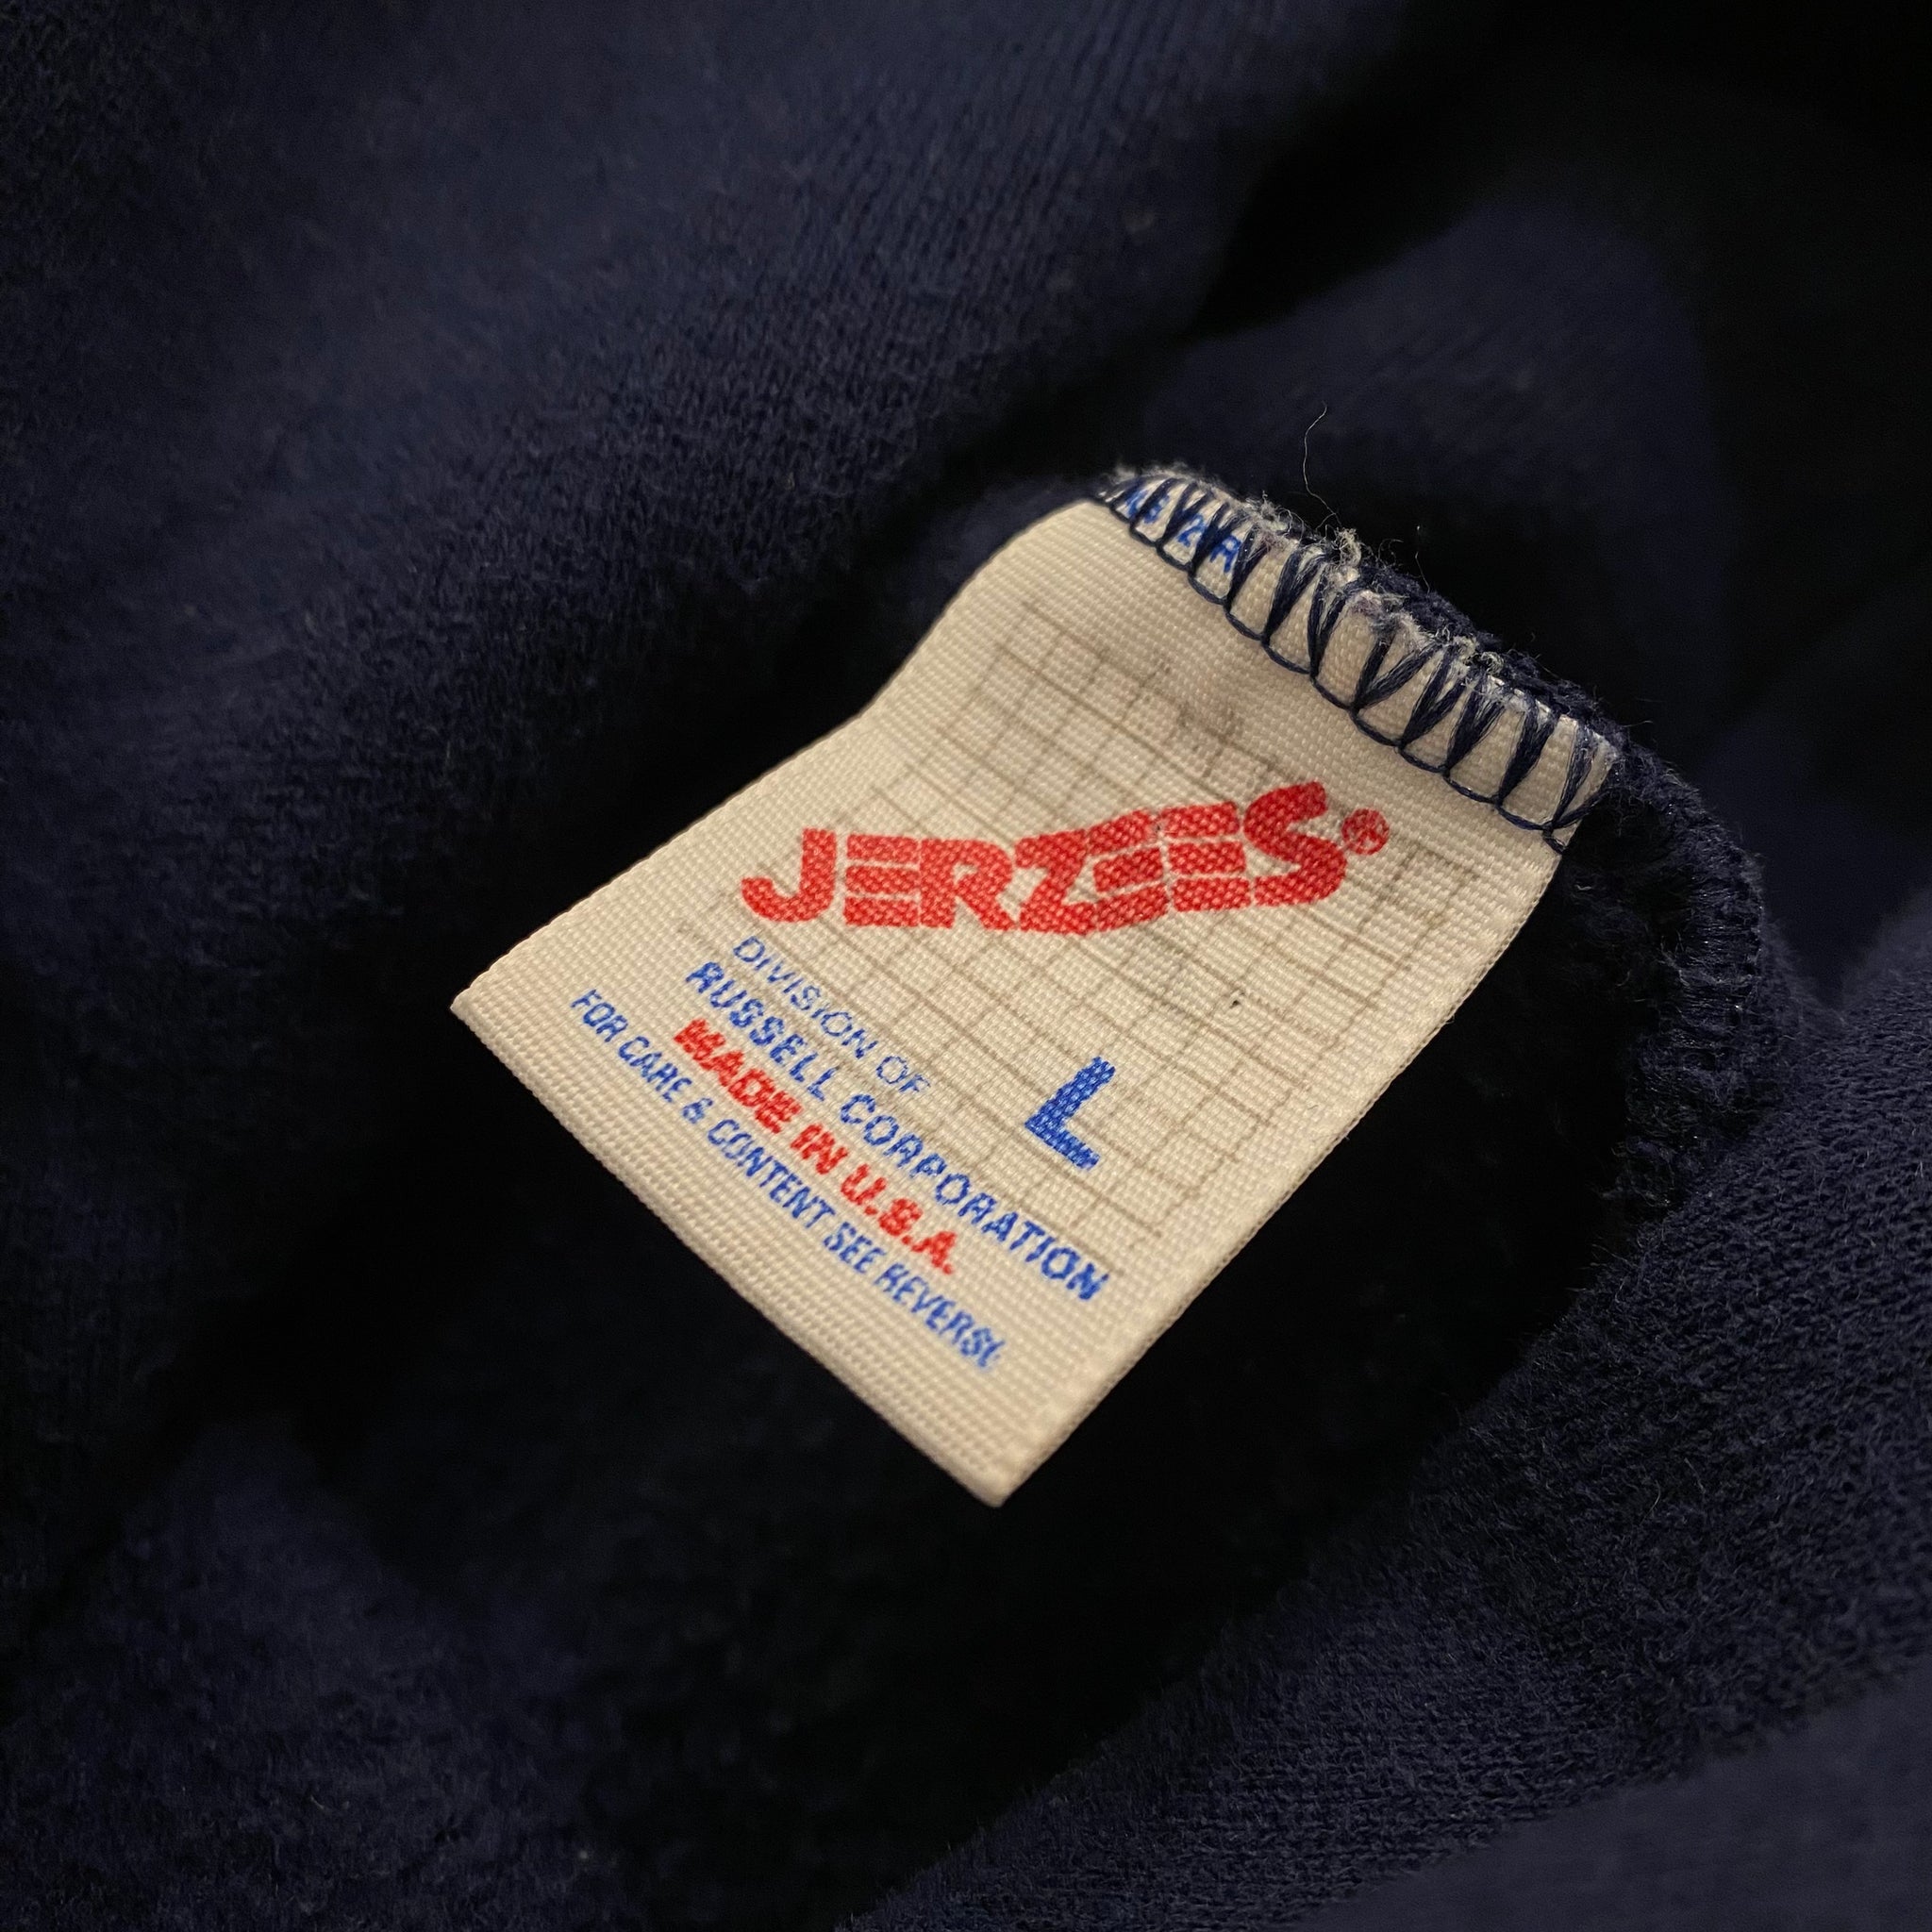 JERZEES®
L
DIVISION OF
RUSSELL CORPORATION
MADE IN U.S.A.
FOR CARE & CONTENT SEE REVERSE